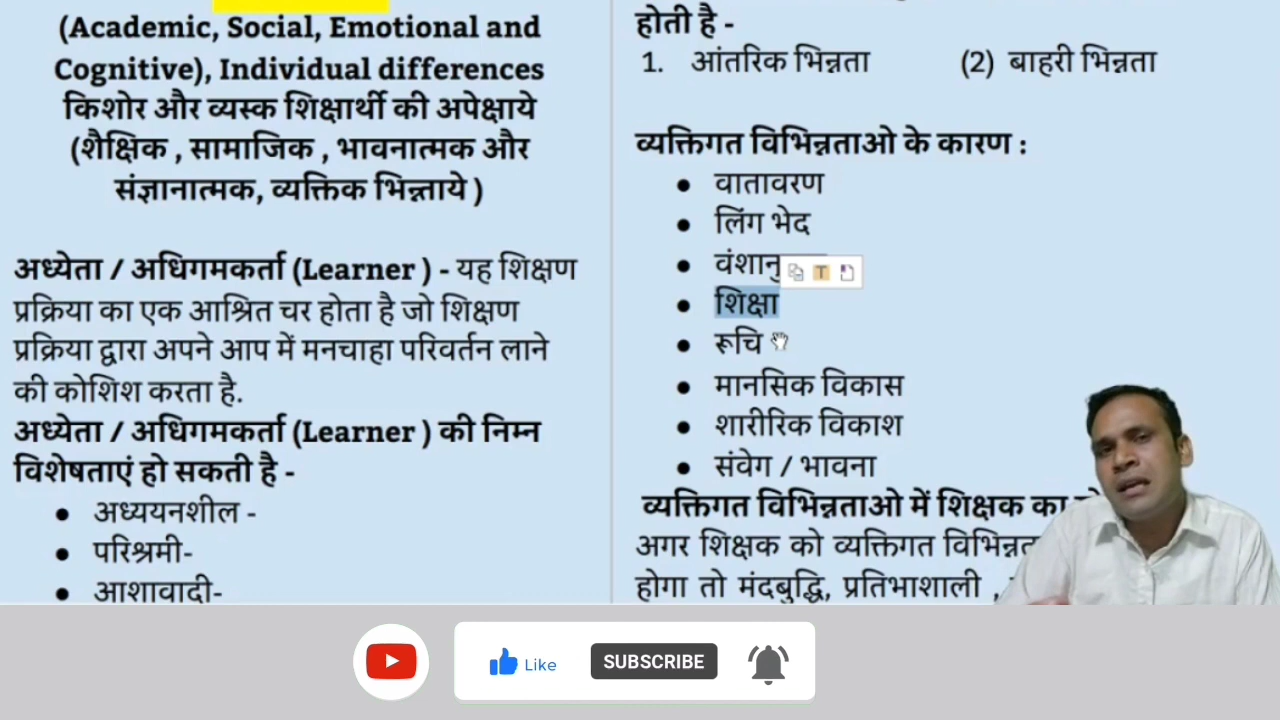 (Academic, Social, Emotional and
Cognitive), Individual differences
किशोर और व्यस्क शिक्षार्थी की अपेक्षाये
(शैक्षिक , सामाजिक , भावनात्मक और
संज्ञानात्मक, व्यक्तिक भिन्नताये )
अध्येता / अधिगमकर्ता (Learner ) - यह शिक्षण
प्रक्रिया का एक आश्रित चर होता है जो शिक्षण
प्रक्रिया द्वारा अपने आप में मनचाहा परिवर्तन लाने
की कोशिश करता है.
अध्येता / अधिगमकर्ता (Learner ) की निम्न
विशेषताएं हो सकती है -
● अध्ययनशील -
● परिश्रमी-
● आशावादी-
होती है -
1. आंतरिक भिन्नता (2) बाहरी भिन्नता
व्यक्तिगत विभिन्नताओ के कारण :
● वातावरण
● लिंग भेद
● वंशानु
● शिक्षा
● रूचि
● मानसिक विकास
● शारीरिक विकाश
● संवेग / भावना
व्यक्तिगत विभिन्नताओ में शिक्षक का
अगर शिक्षक को व्यक्तिगत
होगा तो मंदबुद्धि, प्रतिभाशाली ,
Like
SUBSCRIBE